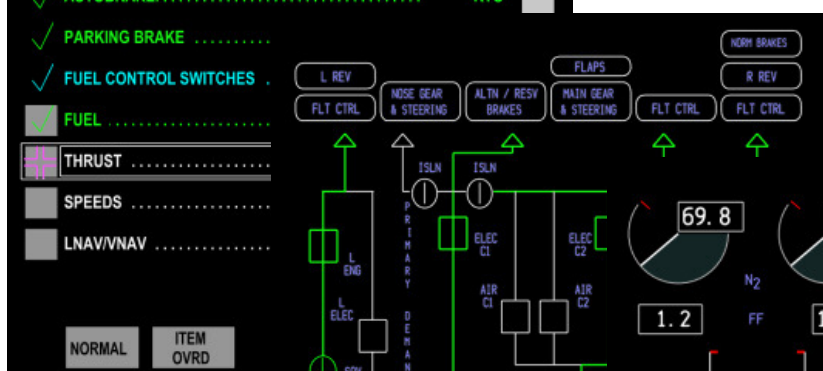 PARKING BRAKE ..................
FUEL CONTROL SWITCHES .
FUEL ..................
THRUST ..................
SPEEDS ..................
LNAV/VNAV ..................
NORMAL
ITEM
OVRD
L REV
FLT CTRL
NOSE GEAR
& STEERING
ALTN / RESV
BRAKES
FLAPS
MAIN GEAR
& STEERING
FLT CTRL
NORM BRAKES
R REV
FLT CTRL
ISLN
ISLN
PRIMARY
L
ENG
ELEC
C1
ELEC
C2
L
ELEC
AIR
C1
AIR
C2
69.8
N2
1.2
FF
1